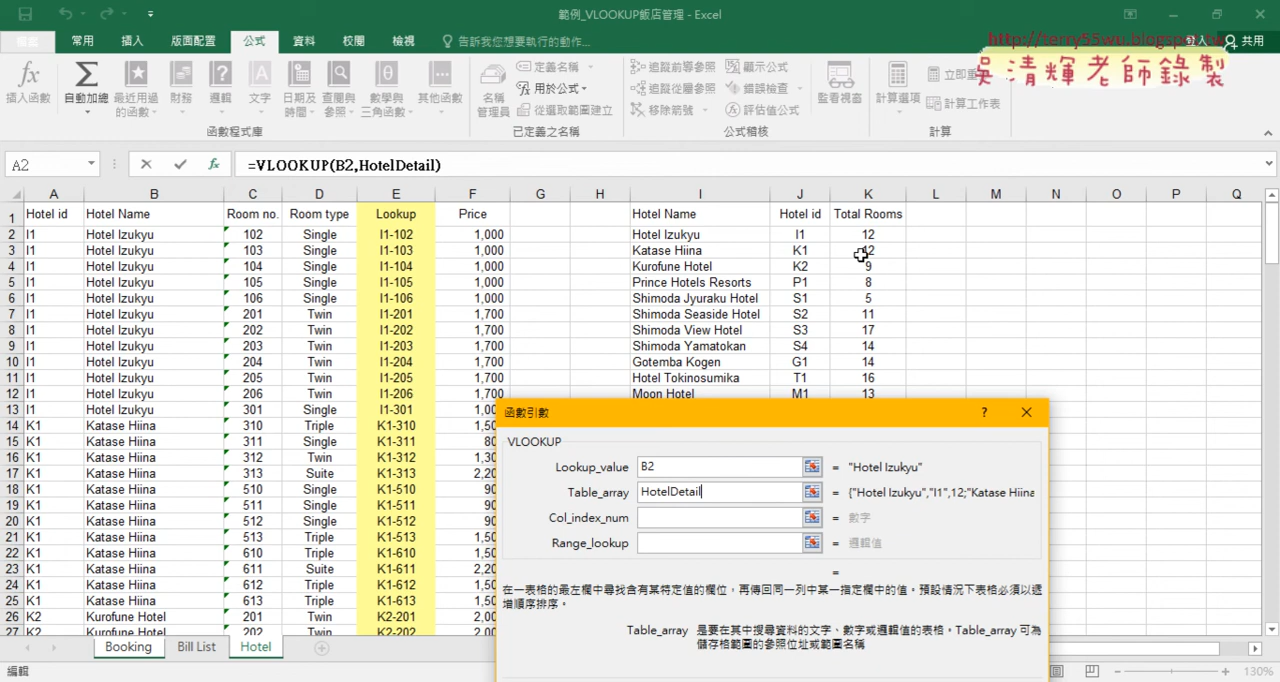 範例_VLOOKUP飯店管理 - Excel
http://terry55wu.blogspot.tw
常用 插入 版面配置 公式 資料 校閱 檢視 告訴我您想要執行的動作... 登入 共用
吳清輝老師錄製
插入函數 自動加總 最近用過的函數 財務 邏輯 文字 日期及時間 查閱與參照 數學與三角函數 其他函數 名稱管理員 定義名稱 用於公式 從選取範圍建立 追蹤前導參照 追蹤從屬參照 移除箭號 顯示公式 錯誤檢查 評估值公式 監看視窗 計算選項 立即重 計算工作表
函數程式庫 已定義之名稱 公式稽核 計算
A2 fx =VLOOKUP(B2,HotelDetail)
A B C D E F G H I J K L M N O P Q
1 Hotel id Hotel Name Room no. Room type Lookup Price Hotel Name Hotel id Total Rooms
2 I1 Hotel Izukyu 102 Single I1-102 1,000 Hotel Izukyu I1 12
3 I1 Hotel Izukyu 103 Single I1-103 1,000 Katase Hiina K1 12
4 I1 Hotel Izukyu 104 Single I1-104 1,000 Kurofune Hotel K2 9
5 I1 Hotel Izukyu 105 Single I1-105 1,000 Prince Hotels Resorts P1 8
6 I1 Hotel Izukyu 106 Single I1-106 1,000 Shimoda Jyuraku Hotel S1 5
7 I1 Hotel Izukyu 201 Twin I1-201 1,700 Shimoda Seaside Hotel S2 11
8 I1 Hotel Izukyu 202 Twin I1-202 1,700 Shimoda View Hotel S3 17
9 I1 Hotel Izukyu 203 Twin I1-203 1,700 Shimoda Yamatokan S4 14
10 I1 Hotel Izukyu 204 Twin I1-204 1,700 Gotemba Kogen G1 14
11 I1 Hotel Izukyu 205 Twin I1-205 1,700 Hotel Tokinosumika T1 16
12 I1 Hotel Izukyu 206 Twin I1-206 1,700 Moon Hotel M1 13
13 I1 Hotel Izukyu 301 Single I1-301 1,00
14 K1 Katase Hiina 310 Triple K1-310 1,50
15 K1 Katase Hiina 311 Single K1-311 80
16 K1 Katase Hiina 312 Twin K1-312 1,30
17 K1 Katase Hiina 313 Suite K1-313 2,20
18 K1 Katase Hiina 510 Single K1-510 90
19 K1 Katase Hiina 511 Single K1-511 90
20 K1 Katase Hiina 512 Single K1-512 90
21 K1 Katase Hiina 513 Triple K1-513 1,50
22 K1 Katase Hiina 610 Triple K1-610 1,50
23 K1 Katase Hiina 611 Suite K1-611 2,20
24 K1 Katase Hiina 612 Triple K1-612 1,50
25 K1 Katase Hiina 613 Triple K1-613 1,50
26 K2 Kurofune Hotel 201 Twin K2-201 2,00
27 K2 Kurofune Hotel 202 Twin K2-202 2,00
函數引數 ?
VLOOKUP
Lookup_value B2 = "Hotel Izukyu"
Table_array HotelDetail = {"Hotel Izukyu","I1",12;"Katase Hiina
Col_index_num = 數字
Range_lookup = 邏輯值
=
在一表格的最左欄中尋找含有某特定值的欄位，再傳回同一列中某一指定欄中的值。預設情況下表格必須以遞
增順序排序。
Table_array 是要在其中搜尋資料的文字、數字或邏輯值的表格。Table_array 可為
儲存格範圍的參照位址或範圍名稱
Booking Bill List Hotel
編輯 130%